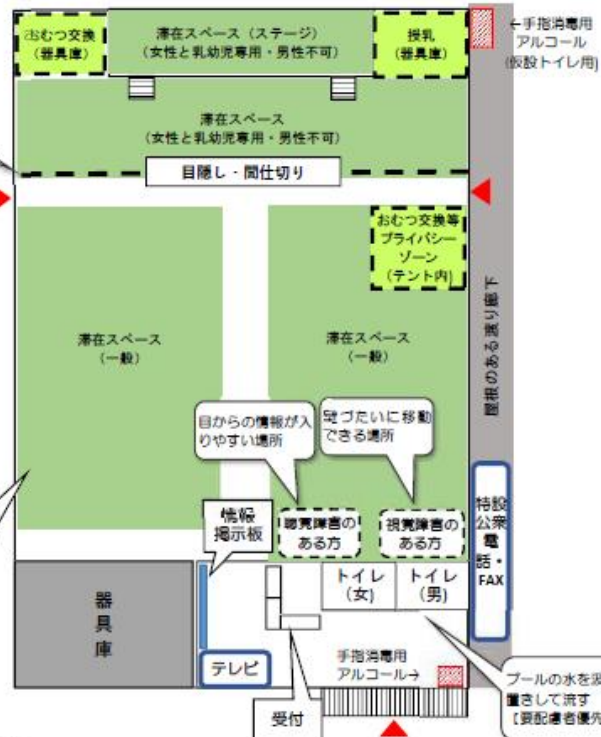 おむつ交換
(器具庫)
滞在スペース(ステージ)
(女性と乳幼児専用・男性不可)
授乳
(器具庫)
←手指消毒用
アルコール
(仮設トイレ用)
滞在スペース
(女性と乳幼児専用・男性不可)
目隠し・間仕切り
おむつ交換等
プライバシー
ゾーン
(テント内)
屋根のある渡り廊下
滞在スペース
(一般)
滞在スペース
(一般)
目からの情報が入
りやすい場所
壁づたいに移動
できる場所
情報
掲示板
聴覚障害の
ある方
視覚障害の
ある方
特設
公衆
電
話・
FAX
器具庫
トイレ
(女)
トイレ
(男)
テレビ
手指消毒用
アルコール→
受付
プールの水を
置きして流す
【要配慮者優先